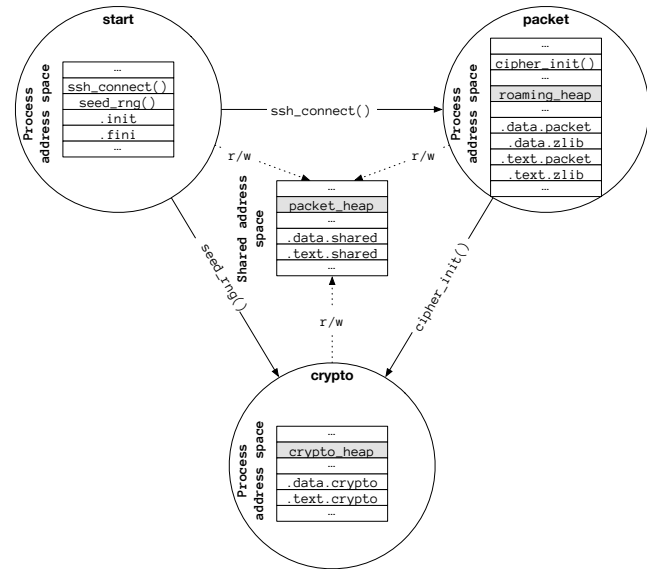 start
Process
address space
…
ssh_connect()
seed_rng()
.init
.fini
…
packet
Process
address space
…
cipher_init()
…
roaming_heap
…
.data.packet
.data.zlib
.text.packet
.text.zlib
…
ssh_connect()
r/w
r/w
Shared address
space
…
packet_heap
…
.data.shared
.text.shared
…
seed_rng()
cipher_init()
r/w
crypto
Process
address space
…
crypto_heap
…
.data.crypto
.text.crypto
…